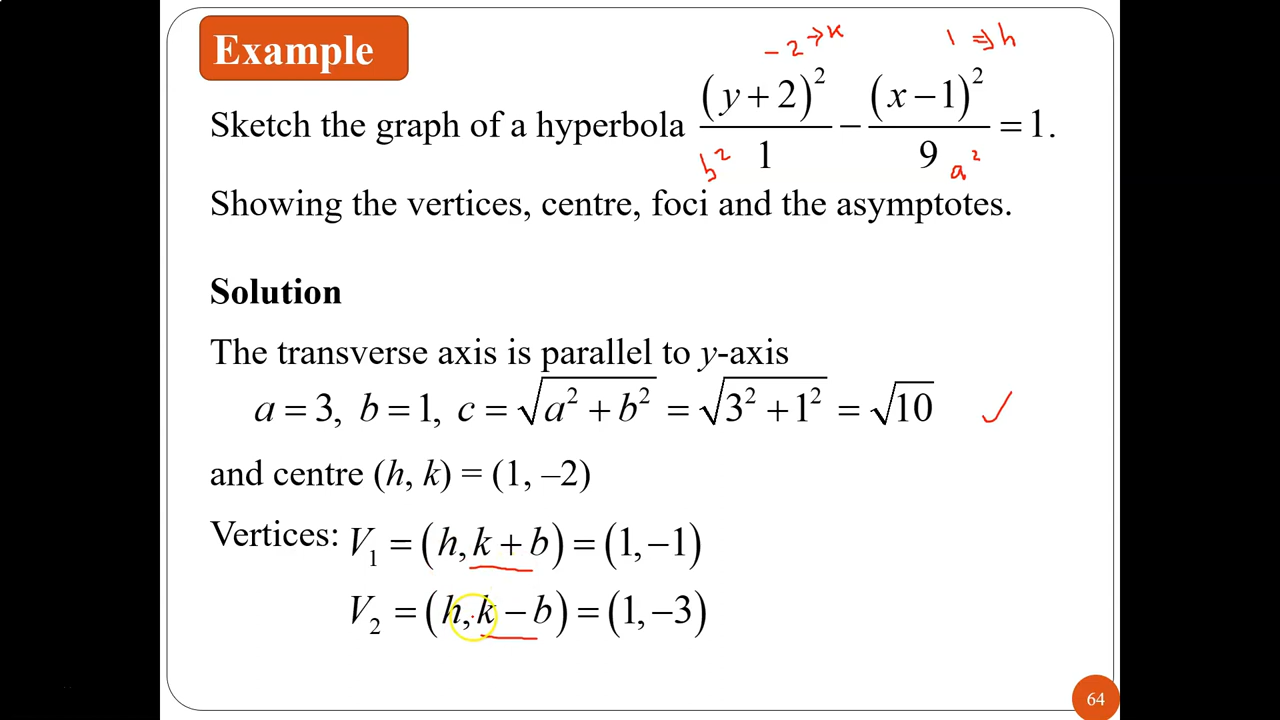 Example
-2 → k
1 ⇒ h
Sketch the graph of a hyperbola (y + 2)²/1 − (x − 1)²/9 = 1.
b²
a²
Showing the vertices, centre, foci and the asymptotes.
Solution
The transverse axis is parallel to y-axis
a = 3, b = 1, c = √(a² + b²) = √(3² + 1²) = √10 ✓
and centre (h, k) = (1, –2)
Vertices: V₁ = (h, k + b) = (1, −1)
V₂ = (h, k − b) = (1, −3)
64